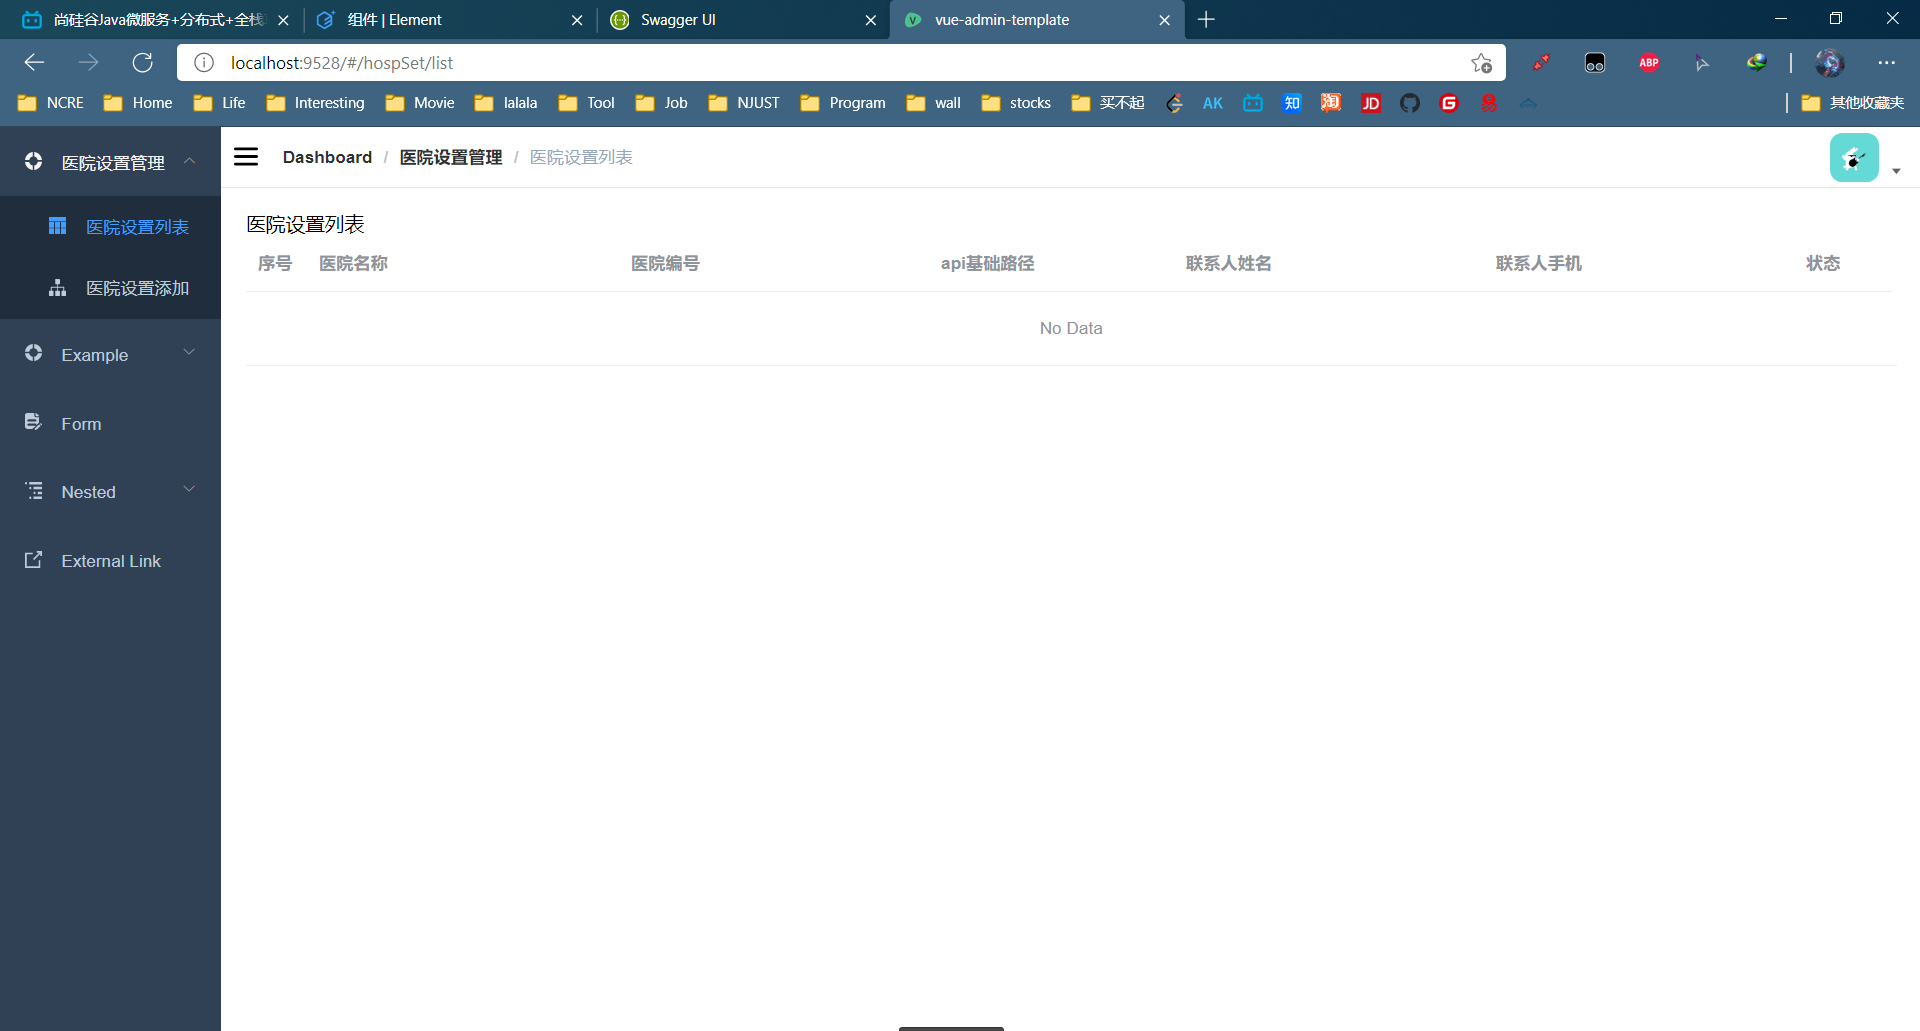 尚硅谷Java微服务+分布式+全栈
组件 | Element
Swagger UI
vue-admin-template
localhost:9528/#/hospSet/list
ABP
NCRE Home Life Interesting Movie lalala Tool Job NJUST Program wall stocks 买不起 AK 知 淘 JD G 其他收藏夹
医院设置管理
医院设置列表
医院设置添加
Example
Form
Nested
External Link
Dashboard / 医院设置管理 / 医院设置列表
医院设置列表
序号 医院名称 医院编号 api基础路径 联系人姓名 联系人手机 状态
No Data